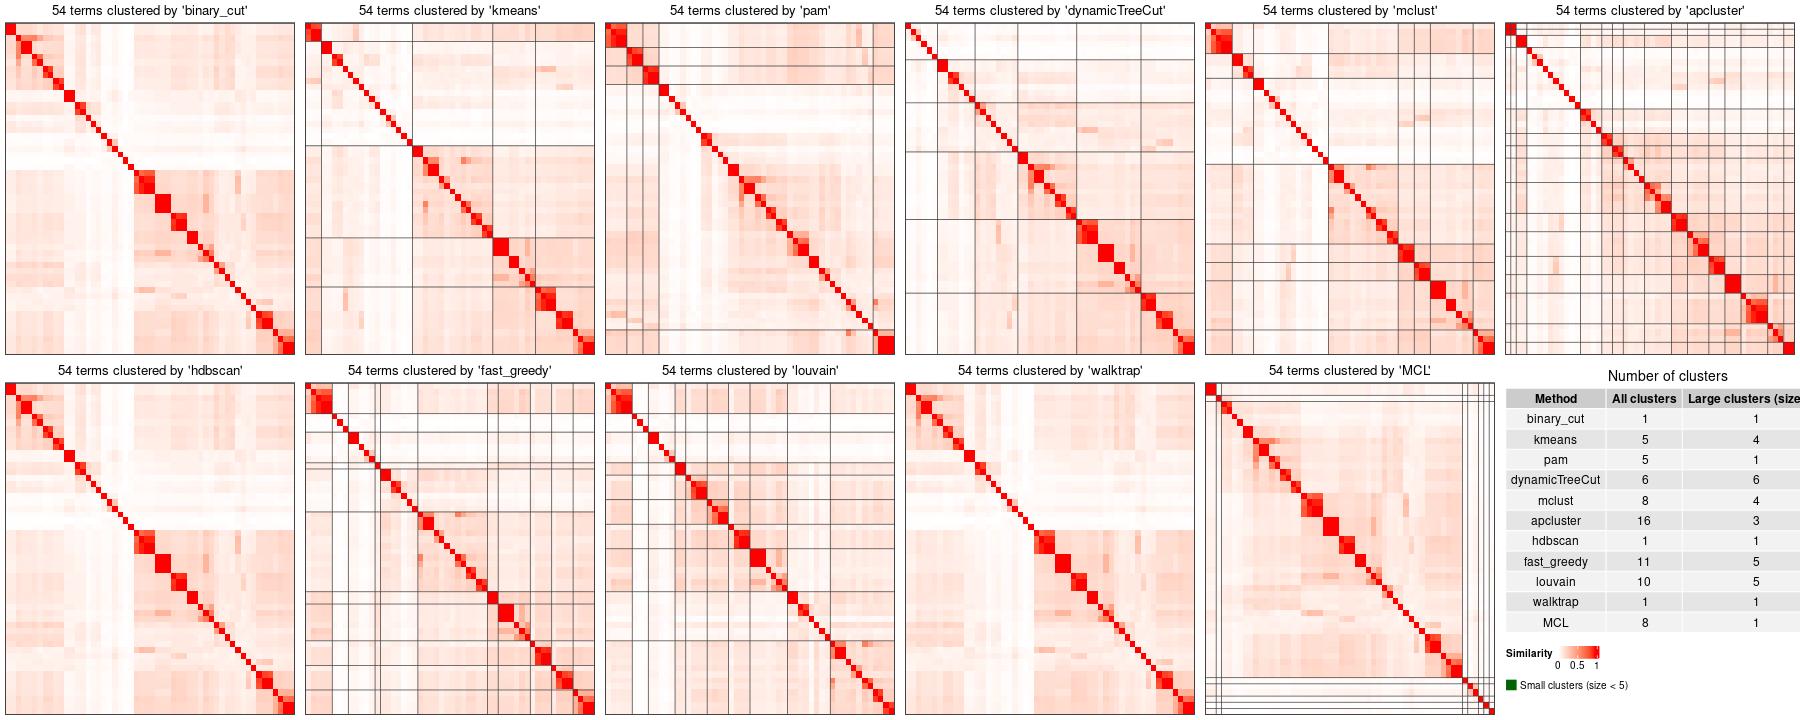 54 terms clustered by 'binary_cut'
54 terms clustered by 'kmeans'
54 terms clustered by 'pam'
54 terms clustered by 'dynamicTreeCut'
54 terms clustered by 'mclust'
54 terms clustered by 'apcluster'
54 terms clustered by 'hdbscan'
54 terms clustered by 'fast_greedy'
54 terms clustered by 'louvain'
54 terms clustered by 'walktrap'
54 terms clustered by 'MCL'
Number of clusters
Method All clusters Large clusters (size
binary_cut 1 1
kmeans 5 4
pam 5 1
dynamicTreeCut 6 6
mclust 8 4
apcluster 16 3
hdbscan 1 1
fast_greedy 11 5
louvain 10 5
walktrap 1 1
MCL 8 1
Similarity
0 0.5 1
Small clusters (size < 5)